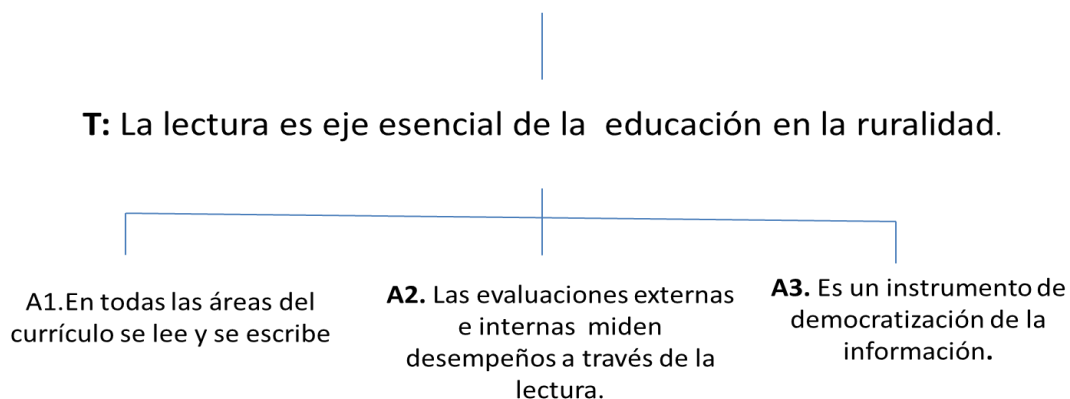 T: La lectura es eje esencial de la educación en la ruralidad.
A1.En todas las áreas del
currículo se lee y se escribe
A2. Las evaluaciones externas
e internas miden
desempeños a través de la
lectura.
A3. Es un instrumento de
democratización de la
información.